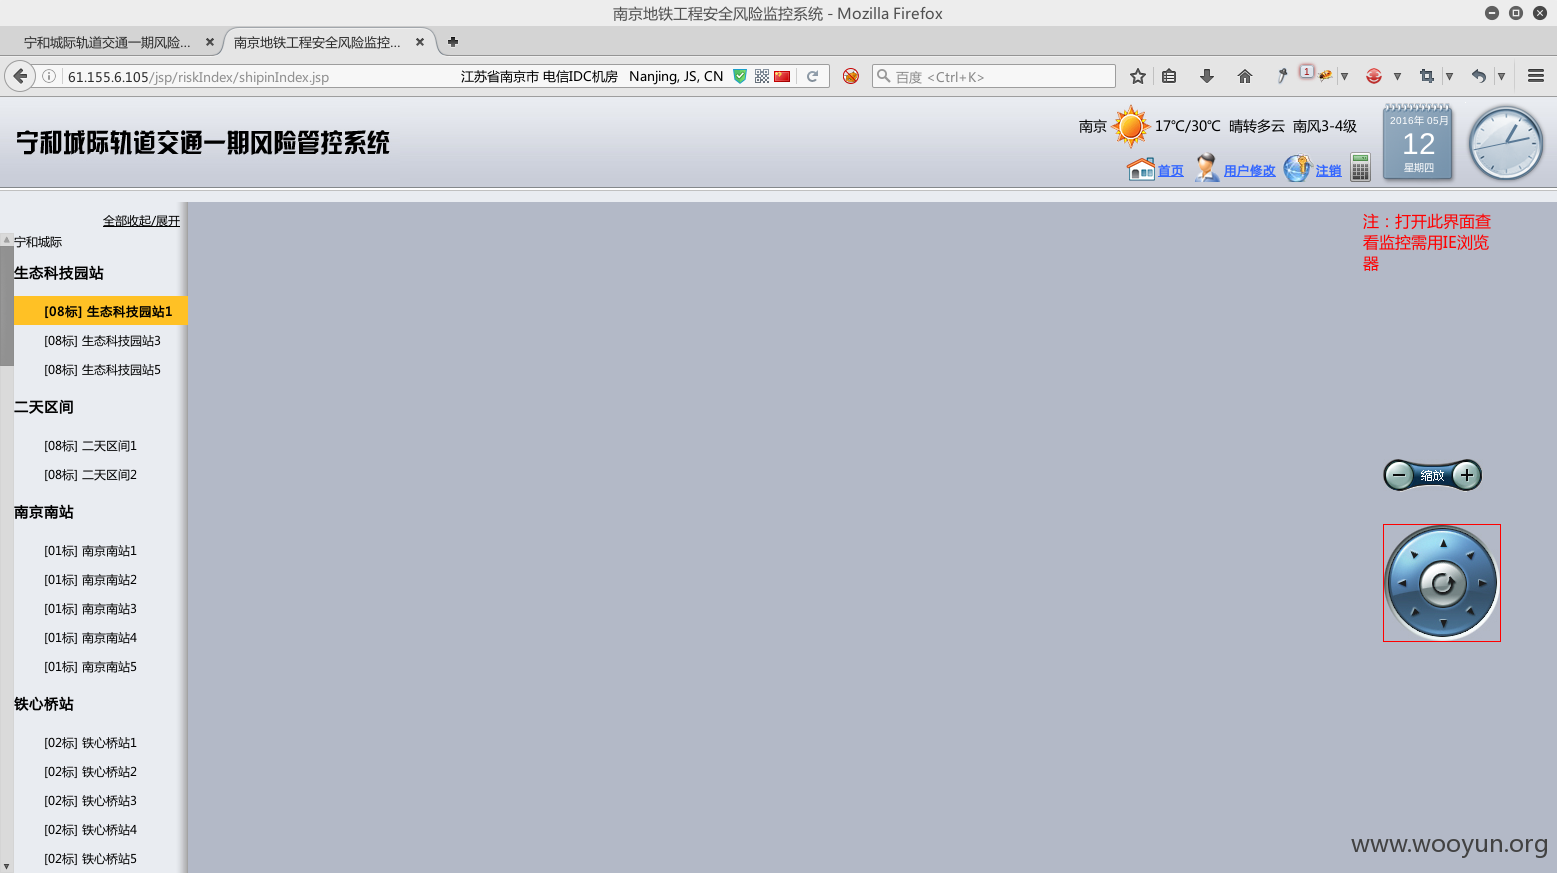 南京地铁工程安全风险监控系统 - Mozilla Firefox
宁和城际轨道交通一期风险...
南京地铁工程安全风险监控...
61.155.6.105/jsp/riskIndex/shipinIndex.jsp
江苏省南京市 电信IDC机房 Nanjing, JS, CN
百度 <Ctrl+K>
1
宁和城际轨道交通一期风险管控系统
南京 17℃/30℃ 晴转多云 南风3-4级
首页 用户修改 注销
2016年 05月
12
星期四
全部收起/展开
宁和城际
生态科技园站
[08标] 生态科技园站1
[08标] 生态科技园站3
[08标] 生态科技园站5
二天区间
[08标] 二天区间1
[08标] 二天区间2
南京南站
[01标] 南京南站1
[01标] 南京南站2
[01标] 南京南站3
[01标] 南京南站4
[01标] 南京南站5
铁心桥站
[02标] 铁心桥站1
[02标] 铁心桥站2
[02标] 铁心桥站3
[02标] 铁心桥站4
[02标] 铁心桥站5
注：打开此界面查
看监控需用IE浏览
器
缩放
www.wooyun.org